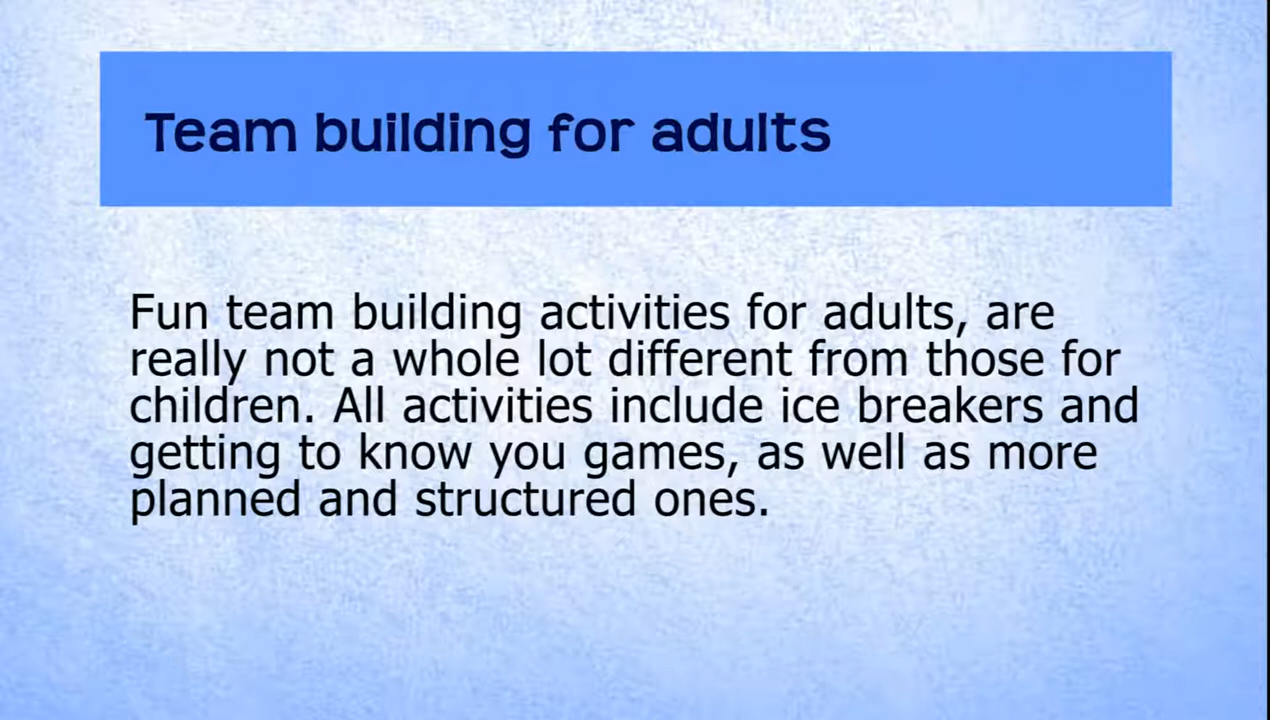 Team building for adults
Fun team building activities for adults, are
really not a whole lot different from those for
children. All activities include ice breakers and
getting to know you games, as well as more
planned and structured ones.